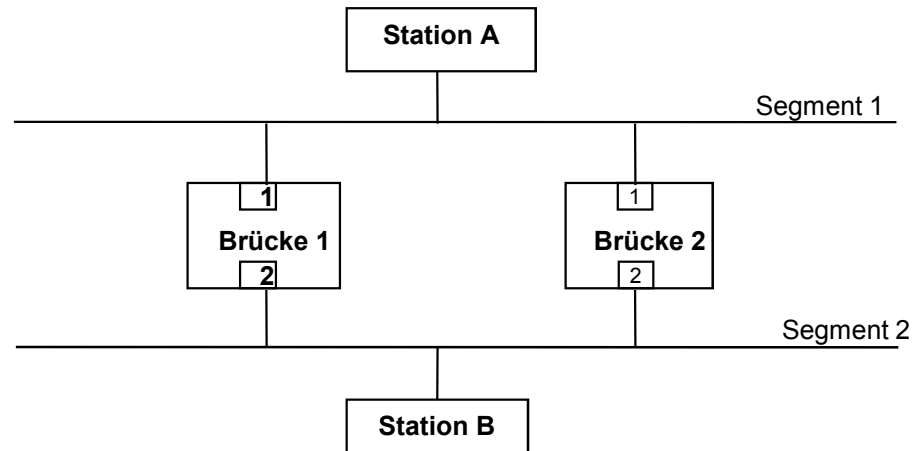 Station A
Segment 1
1
1
Brücke 1
Brücke 2
2
2
Segment 2
Station B